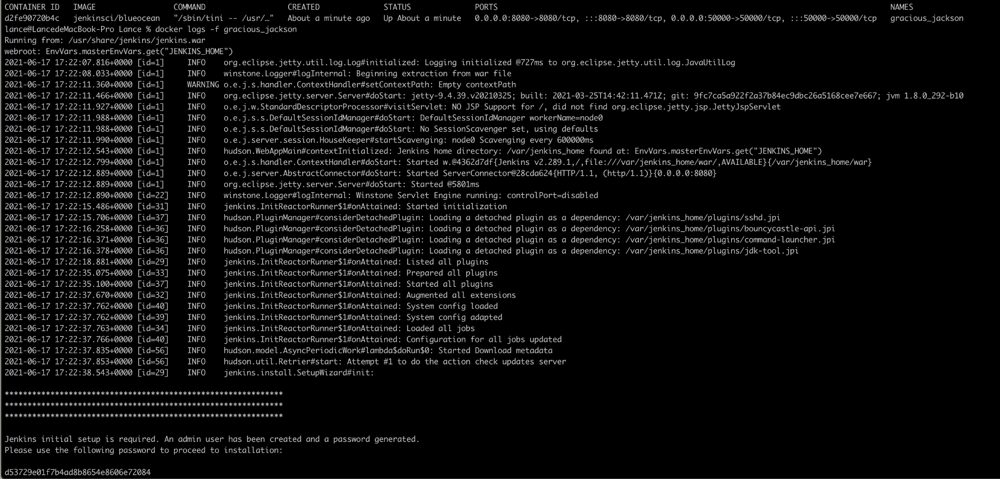 CONTAINER ID   IMAGE                 COMMAND                  CREATED              STATUS              PORTS                                                                                      NAMES
d2fe90720b4c   jenkinsci/blueocean   "/sbin/tini -- /usr/…"   About a minute ago   Up About a minute   0.0.0.0:8080->8080/tcp, :::8080->8080/tcp, 0.0.0.0:50000->50000/tcp, :::50000->50000/tcp   gracious_jackson
lance@LancedeMacBook-Pro Lance % docker logs -f gracious_jackson
Running from: /usr/share/jenkins/jenkins.war
webroot: EnvVars.masterEnvVars.get("JENKINS_HOME")
2021-06-17 17:22:07.816+0000 [id=1]     INFO    org.eclipse.jetty.util.log.Log#initialized: Logging initialized @727ms to org.eclipse.jetty.util.log.JavaUtilLog
2021-06-17 17:22:08.033+0000 [id=1]     INFO    winstone.Logger#logInternal: Beginning extraction from war file
2021-06-17 17:22:11.360+0000 [id=1]     WARNING o.e.j.s.handler.ContextHandler#setContextPath: Empty contextPath
2021-06-17 17:22:11.466+0000 [id=1]     INFO    org.eclipse.jetty.server.Server#doStart: jetty-9.4.39.v20210325; built: 2021-03-25T14:42:11.471Z; git: 9fc7ca5a922f2a37b84ec9dbc26a5168cee7e667; jvm 1.8.0_292-b10
2021-06-17 17:22:11.927+0000 [id=1]     INFO    o.e.j.w.StandardDescriptorProcessor#visitServlet: NO JSP Support for /, did not find org.eclipse.jetty.jsp.JettyJspServlet
2021-06-17 17:22:11.988+0000 [id=1]     INFO    o.e.j.s.s.DefaultSessionIdManager#doStart: DefaultSessionIdManager workerName=node0
2021-06-17 17:22:11.988+0000 [id=1]     INFO    o.e.j.s.s.DefaultSessionIdManager#doStart: No SessionScavenger set, using defaults
2021-06-17 17:22:11.990+0000 [id=1]     INFO    o.e.j.server.session.HouseKeeper#startScavenging: node0 Scavenging every 600000ms
2021-06-17 17:22:12.543+0000 [id=1]     INFO    hudson.WebAppMain#contextInitialized: Jenkins home directory: /var/jenkins_home found at: EnvVars.masterEnvVars.get("JENKINS_HOME")
2021-06-17 17:22:12.799+0000 [id=1]     INFO    o.e.j.s.handler.ContextHandler#doStart: Started w.@4362d7df{Jenkins v2.289.1,/,file:///var/jenkins_home/war/,AVAILABLE}{/var/jenkins_home/war}
2021-06-17 17:22:12.889+0000 [id=1]     INFO    o.e.j.server.AbstractConnector#doStart: Started ServerConnector@28cda624{HTTP/1.1, (http/1.1)}{0.0.0.0:8080}
2021-06-17 17:22:12.889+0000 [id=1]     INFO    org.eclipse.jetty.server.Server#doStart: Started @5801ms
2021-06-17 17:22:12.890+0000 [id=22]    INFO    winstone.Logger#logInternal: Winstone Servlet Engine running: controlPort=disabled
2021-06-17 17:22:15.486+0000 [id=31]    INFO    jenkins.InitReactorRunner$1#onAttained: Started initialization
2021-06-17 17:22:15.706+0000 [id=37]    INFO    hudson.PluginManager#considerDetachedPlugin: Loading a detached plugin as a dependency: /var/jenkins_home/plugins/sshd.jpi
2021-06-17 17:22:16.258+0000 [id=36]    INFO    hudson.PluginManager#considerDetachedPlugin: Loading a detached plugin as a dependency: /var/jenkins_home/plugins/bouncycastle-api.jpi
2021-06-17 17:22:16.371+0000 [id=36]    INFO    hudson.PluginManager#considerDetachedPlugin: Loading a detached plugin as a dependency: /var/jenkins_home/plugins/command-launcher.jpi
2021-06-17 17:22:16.378+0000 [id=36]    INFO    hudson.PluginManager#considerDetachedPlugin: Loading a detached plugin as a dependency: /var/jenkins_home/plugins/jdk-tool.jpi
2021-06-17 17:22:18.881+0000 [id=29]    INFO    jenkins.InitReactorRunner$1#onAttained: Listed all plugins
2021-06-17 17:22:35.075+0000 [id=33]    INFO    jenkins.InitReactorRunner$1#onAttained: Prepared all plugins
2021-06-17 17:22:35.100+0000 [id=37]    INFO    jenkins.InitReactorRunner$1#onAttained: Started all plugins
2021-06-17 17:22:37.670+0000 [id=32]    INFO    jenkins.InitReactorRunner$1#onAttained: Augmented all extensions
2021-06-17 17:22:37.762+0000 [id=40]    INFO    jenkins.InitReactorRunner$1#onAttained: System config loaded
2021-06-17 17:22:37.762+0000 [id=39]    INFO    jenkins.InitReactorRunner$1#onAttained: System config adapted
2021-06-17 17:22:37.763+0000 [id=34]    INFO    jenkins.InitReactorRunner$1#onAttained: Loaded all jobs
2021-06-17 17:22:37.766+0000 [id=40]    INFO    jenkins.InitReactorRunner$1#onAttained: Configuration for all jobs updated
2021-06-17 17:22:37.835+0000 [id=56]    INFO    hudson.model.AsyncPeriodicWork#lambda$doRun$0: Started Download metadata
2021-06-17 17:22:37.853+0000 [id=56]    INFO    hudson.util.Retrier#start: Attempt #1 to do the action check updates server
2021-06-17 17:22:38.543+0000 [id=29]    INFO    jenkins.install.SetupWizard#init:

*************************************************************
*************************************************************
*************************************************************

Jenkins initial setup is required. An admin user has been created and a password generated.
Please use the following password to proceed to installation:

d53729e01f7b4ad8b8654e8606e72084